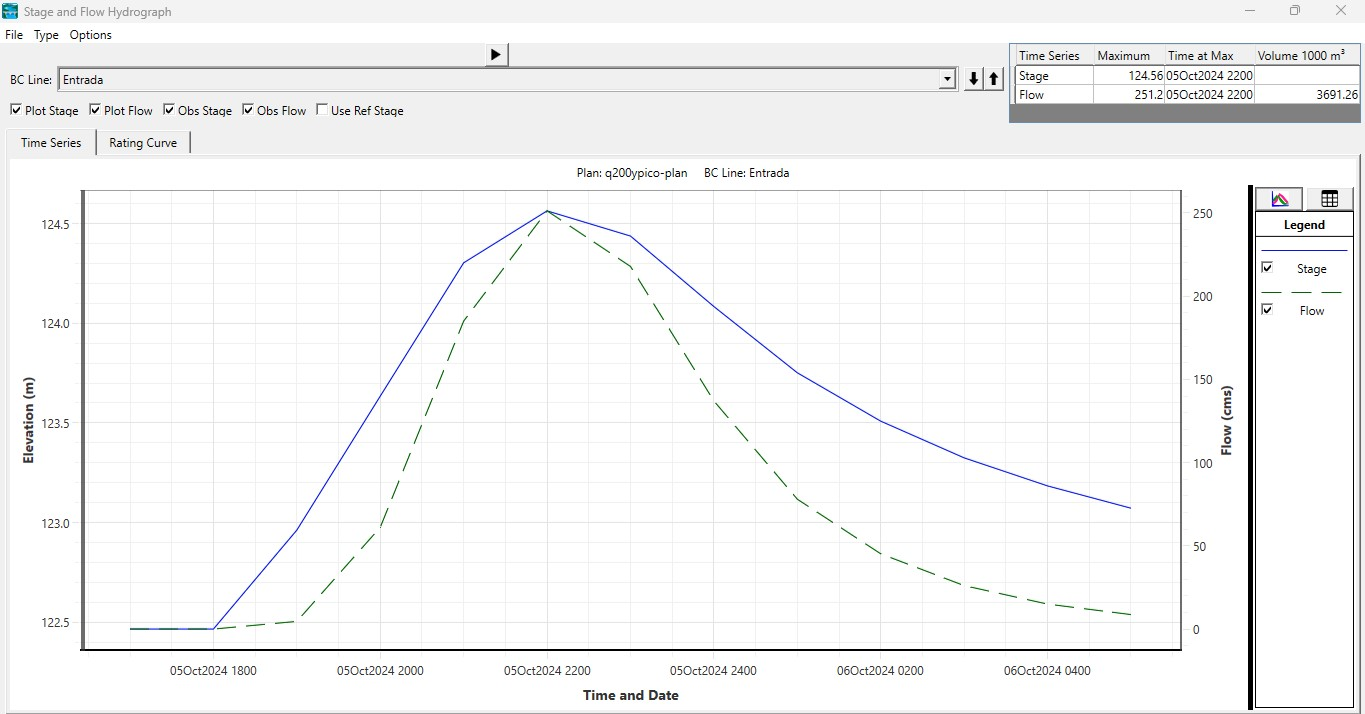 Stage and Flow Hydrograph
File Type Options
BC Line: Entrada
Plot Stage Plot Flow Obs Stage Obs Flow Use Ref Stage
Time Series Maximum Time at Max Volume 1000 m³
Stage 124.56 05Oct2024 2200
Flow 251.2 05Oct2024 2200 3691.26
Time Series Rating Curve
Plan: q200ypico-plan BC Line: Entrada
Elevation (m)
124.5
124.0
123.5
123.0
122.5
250
200
150
100
50
0
Flow (cms)
05Oct2024 1800 05Oct2024 2000 05Oct2024 2200 05Oct2024 2400 06Oct2024 0200 06Oct2024 0400
Time and Date
Legend
Stage
Flow